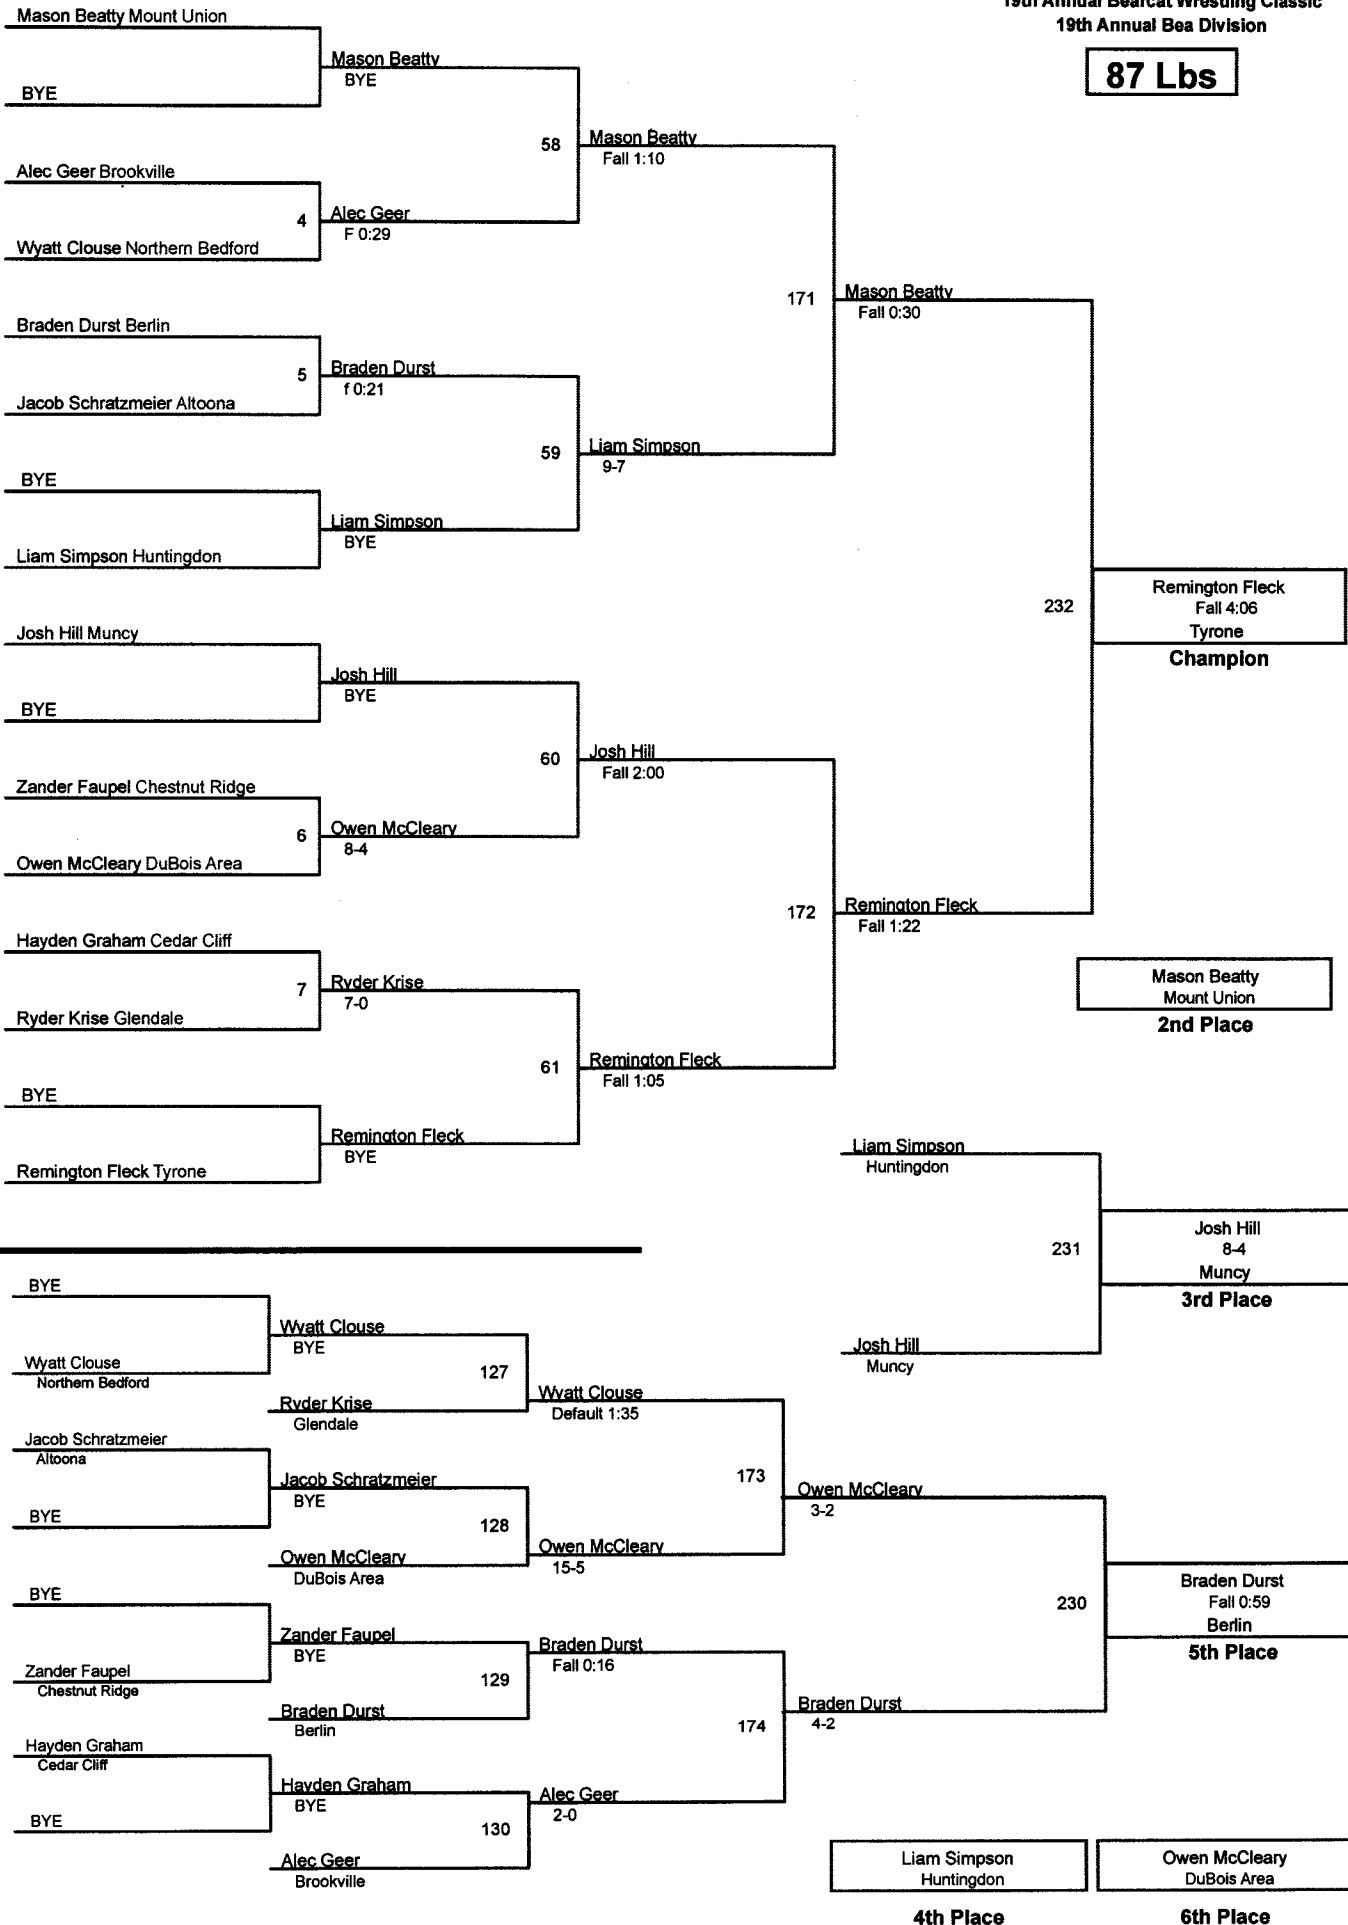 19th Annual Bearcat Wrestling Classic
19th Annual Bea Division
87 Lbs
Mason Beatty Mount Union
Mason Beatty
BYE
BYE
58
Mason Beatty
Fall 1:10
Alec Geer Brookville
4
Alec Geer
F 0:29
Wyatt Clouse Northern Bedford
171
Mason Beatty
Fall 0:30
Braden Durst Berlin
5
Braden Durst
f 0:21
Jacob Schratzmeier Altoona
59
Liam Simpson
9-7
BYE
Liam Simpson
BYE
Liam Simpson Huntingdon
232
Remington Fleck
Fall 4:06
Tyrone
Champion
Josh Hill Muncy
Josh Hill
BYE
BYE
60
Josh Hill
Fall 2:00
Zander Faupel Chestnut Ridge
6
Owen McCleary
8-4
Owen McCleary DuBois Area
172
Remington Fleck
Fall 1:22
Hayden Graham Cedar Cliff
7
Ryder Krise
7-0
Ryder Krise Glendale
Mason Beatty
Mount Union
2nd Place
61
Remington Fleck
Fall 1:05
BYE
Remington Fleck
BYE
Remington Fleck Tyrone
Liam Simpson
Huntingdon
231
Josh Hill
8-4
Muncy
3rd Place
Josh Hill
Muncy
BYE
Wyatt Clouse
BYE
Wyatt Clouse
Northern Bedford
127
Wyatt Clouse
Default 1:35
Ryder Krise
Glendale
Jacob Schratzmeier
Altoona
Jacob Schratzmeier
BYE
BYE
128
Owen McCleary
15-5
Owen McCleary
DuBois Area
173
Owen McCleary
3-2
BYE
Zander Faupel
BYE
Zander Faupel
Chestnut Ridge
129
Braden Durst
Fall 0:16
Braden Durst
Berlin
230
Braden Durst
Fall 0:59
Berlin
5th Place
174
Braden Durst
4-2
Hayden Graham
Cedar Cliff
Hayden Graham
BYE
BYE
130
Alec Geer
2-0
Alec Geer
Brookville
Liam Simpson
Huntingdon
4th Place
Owen McCleary
DuBois Area
6th Place